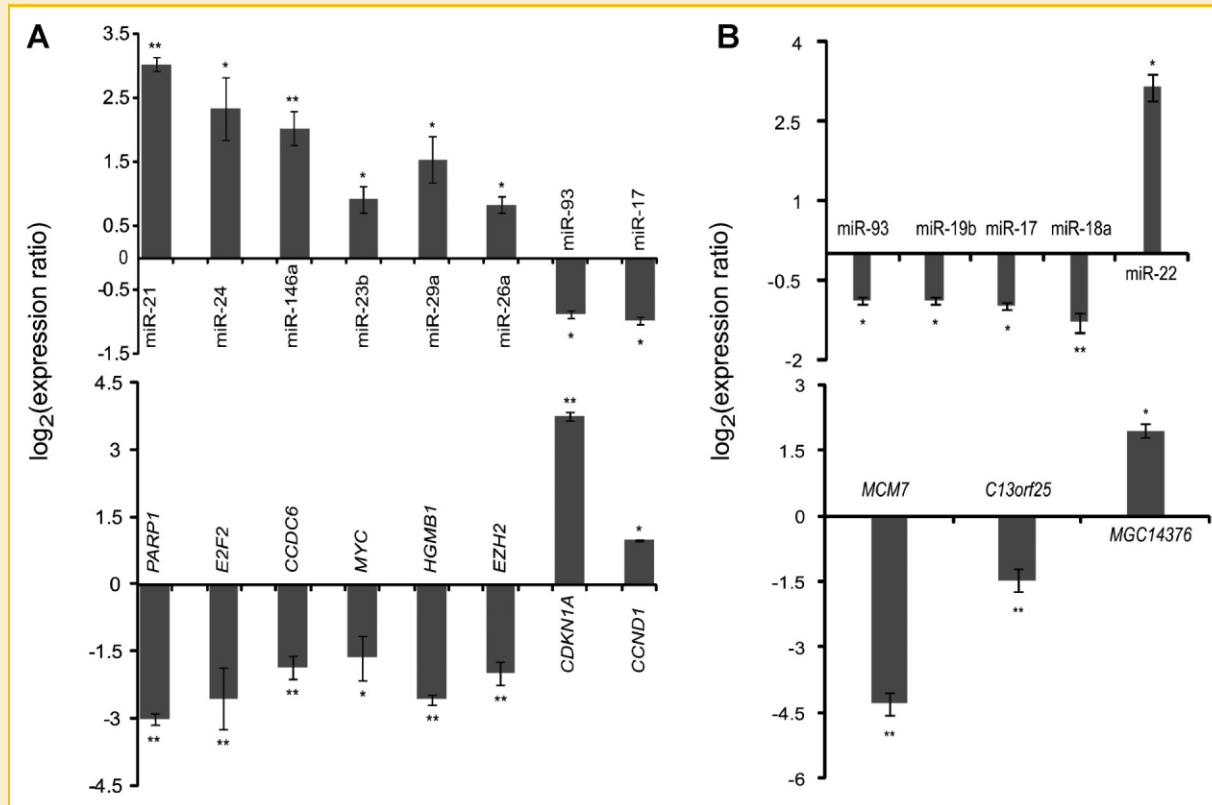 A
log2(expression ratio)
3.5
2.5
1.5
0.5
0
-0.5
-1.5
** * ** * * * * *
miR-21 miR-24 miR-146a miR-23b miR-29a miR-26a miR-93 miR-17
4.5
3
1.5
0
-1.5
-3
-4.5
** ** ** * ** ** ** *
PARP1 E2F2 CCDC6 MYC HGMB1 EZH2 CDKN1A CCND1
B
log2(expression ratio)
4
2.5
1
-0.5
-2
* * * ** *
miR-93 miR-19b miR-17 miR-18a miR-22
3
1.5
0
-1.5
-3
-4.5
-6
** ** *
MCM7 C13orf25 MGC14376